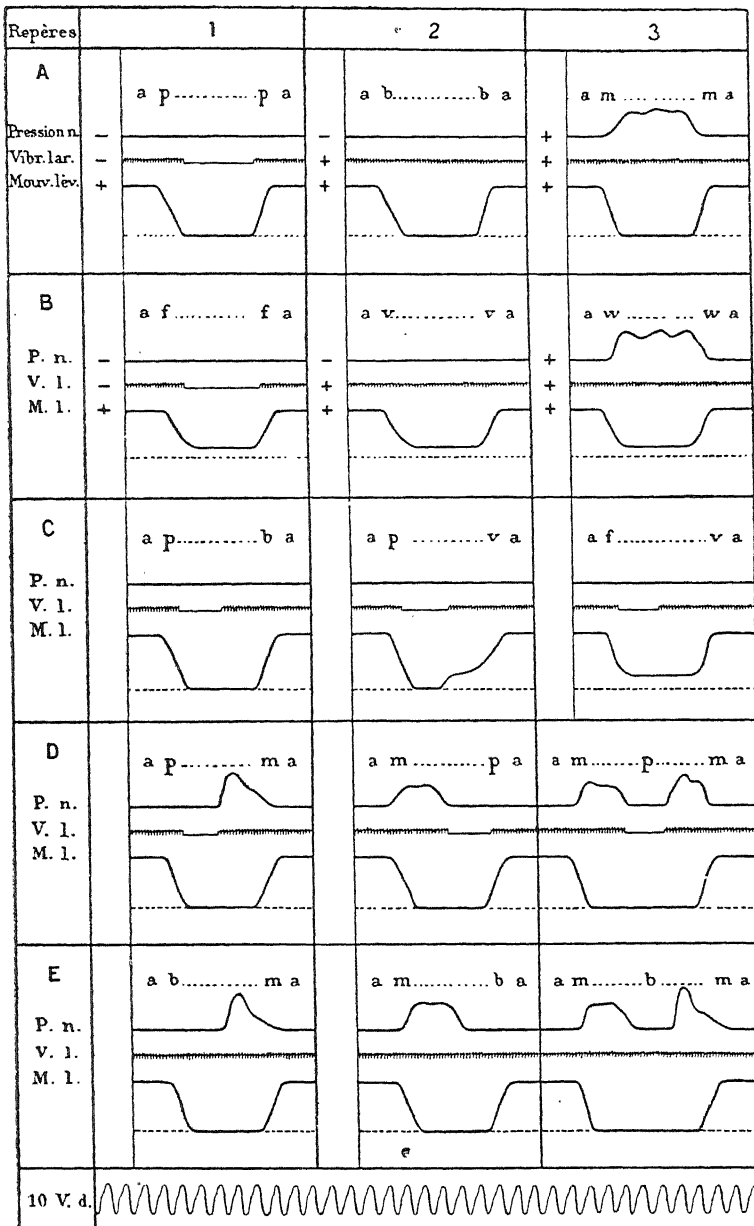 Repères 1 2 3
A
a p............p a a b............b a a m............m a
Pression n. - - +
Vibr. lar. - + +
Mouv. lèv. + + +
B
a f............f a a v............v a a w............w a
P. n. - - +
V. l. - + +
M. l. + + +
C
a p............b a a p............v a a f............v a
P. n.
V. l.
M. l.
D
a p............m a a m............p a a m........p........m a
P. n.
V. l.
M. l.
E
a b............m a a m............b a a m........b........m a
P. n.
V. l.
M. l.
10 V. d.